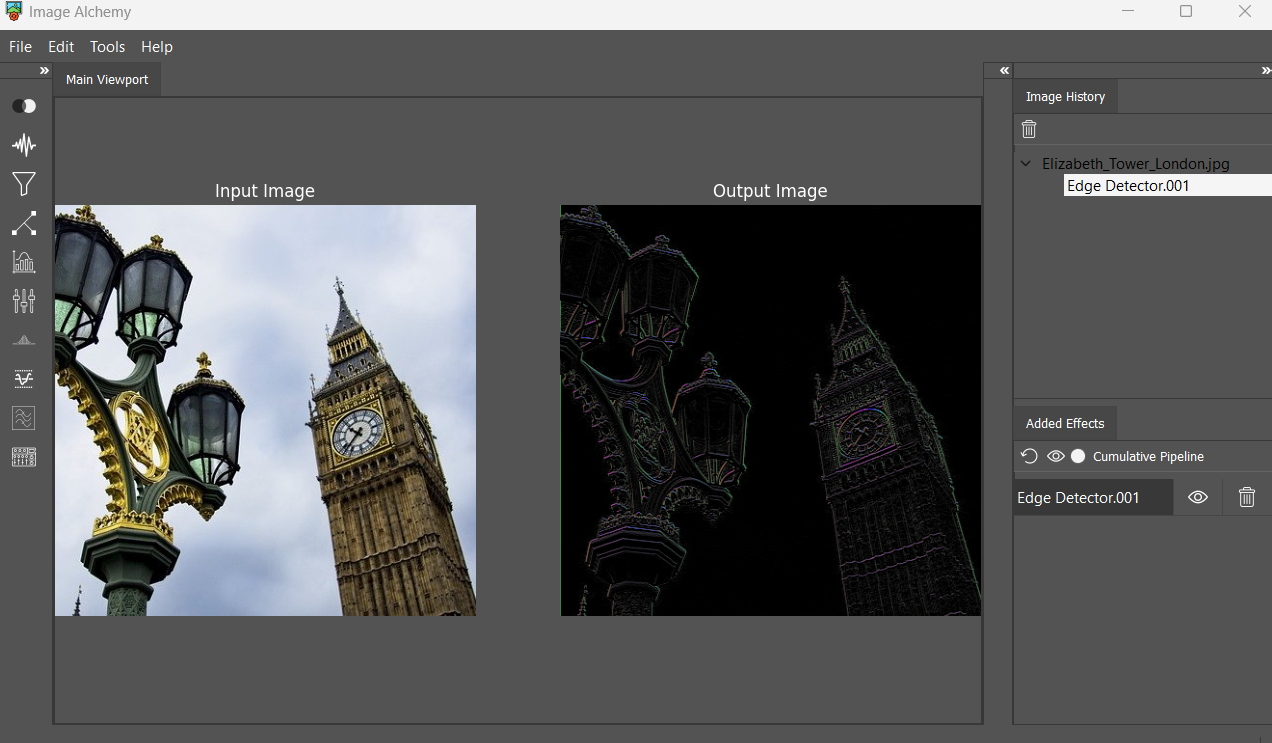 Image Alchemy
File Edit Tools Help
Main Viewport
Input Image
Output Image
Image History
Elizabeth_Tower_London.jpg
Edge Detector.001
Added Effects
Cumulative Pipeline
Edge Detector.001